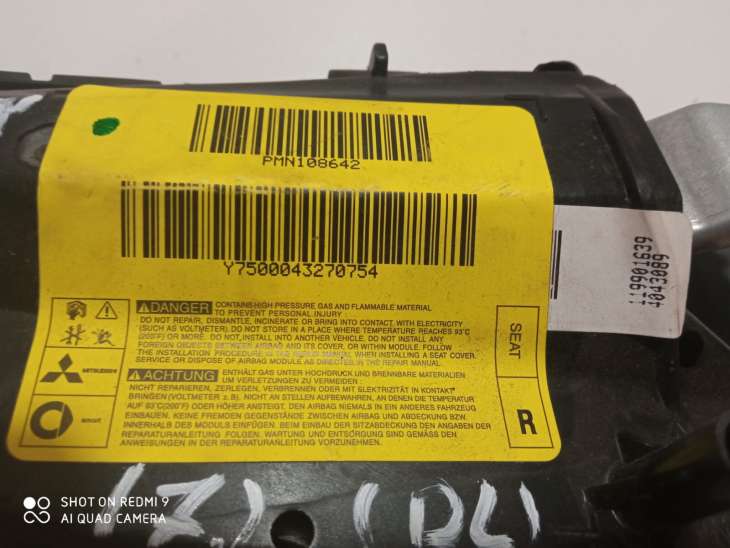 PMN108642
Y7500043270754
119901639
4043089
DANGER CONTAINS HIGH PRESSURE GAS AND FLAMMABLE MATERIAL
TO PREVENT PERSONAL INJURY:
DO NOT REPAIR, DISMANTLE, INCINERATE OR BRING INTO CONTACT WITH ELECTRICITY
(SUCH AS VOLTMETER). DO NOT STORE IN A PLACE WHERE TEMPERATURE REACHES 93°C
(200°F) OR MORE. DO NOT, INSTALL INTO ANOTHER VEHICLE. DO NOT INSTALL ANY
FOREIGN OBJECTS BETWEEN AIRBAG AND ITS COVER, OR WITHIN MODULE. FOLLOW
THE INSTALLATION PROCEDURE IN THE REPAIR MANUAL WHEN INSTALLING A SEAT COVER.
SERVICE OR DISPOSE OF AIRBAG MODULE AS DIRECTED IN THE REPAIR MANUAL.
ACHTUNG ENTHÄLT GAS UNTER HOCHDRUCK UND BRENNBARE MATERIALIEN
UM VERLETZUNGEN ZU VERMEIDEN:
NICHT REPARIEREN, ZERLEGEN, VERBRENNEN ODER MIT ELEKTRIZITÄT IN KONTAKT
BRINGEN (VOLTMETER z. B). NICHT AN STELLEN AUFBEWAHREN, AN DENEN DIE TEMPERATUR
AUF 93°C(200°F) ODER HÖHER ANSTEIGT. DEN AIRBAG NIEMALS IN EIN ANDERES FAHRZEUG
EINBAUEN. KEINE FREMDEN GEGENSTÄNDE ZWISCHEN AIRBAG UND ABDECKUNG BZW.
INNERHALB DES MODULS EINFÜGEN. BEIM EINBAU DER SITZABDECKUNG DEN ANGABEN DER
REPARATURANLEITUNG FOLGEN. WARTUNG UND ENTSORGUNG SIND GEMÄSS DEN
ANWEISUNGEN IN DER REPARATURANLEITUNG AUSZUFÜHREN.
MITSUBISHI
smart
SEAT
R
SHOT ON REDMI 9
AI QUAD CAMERA